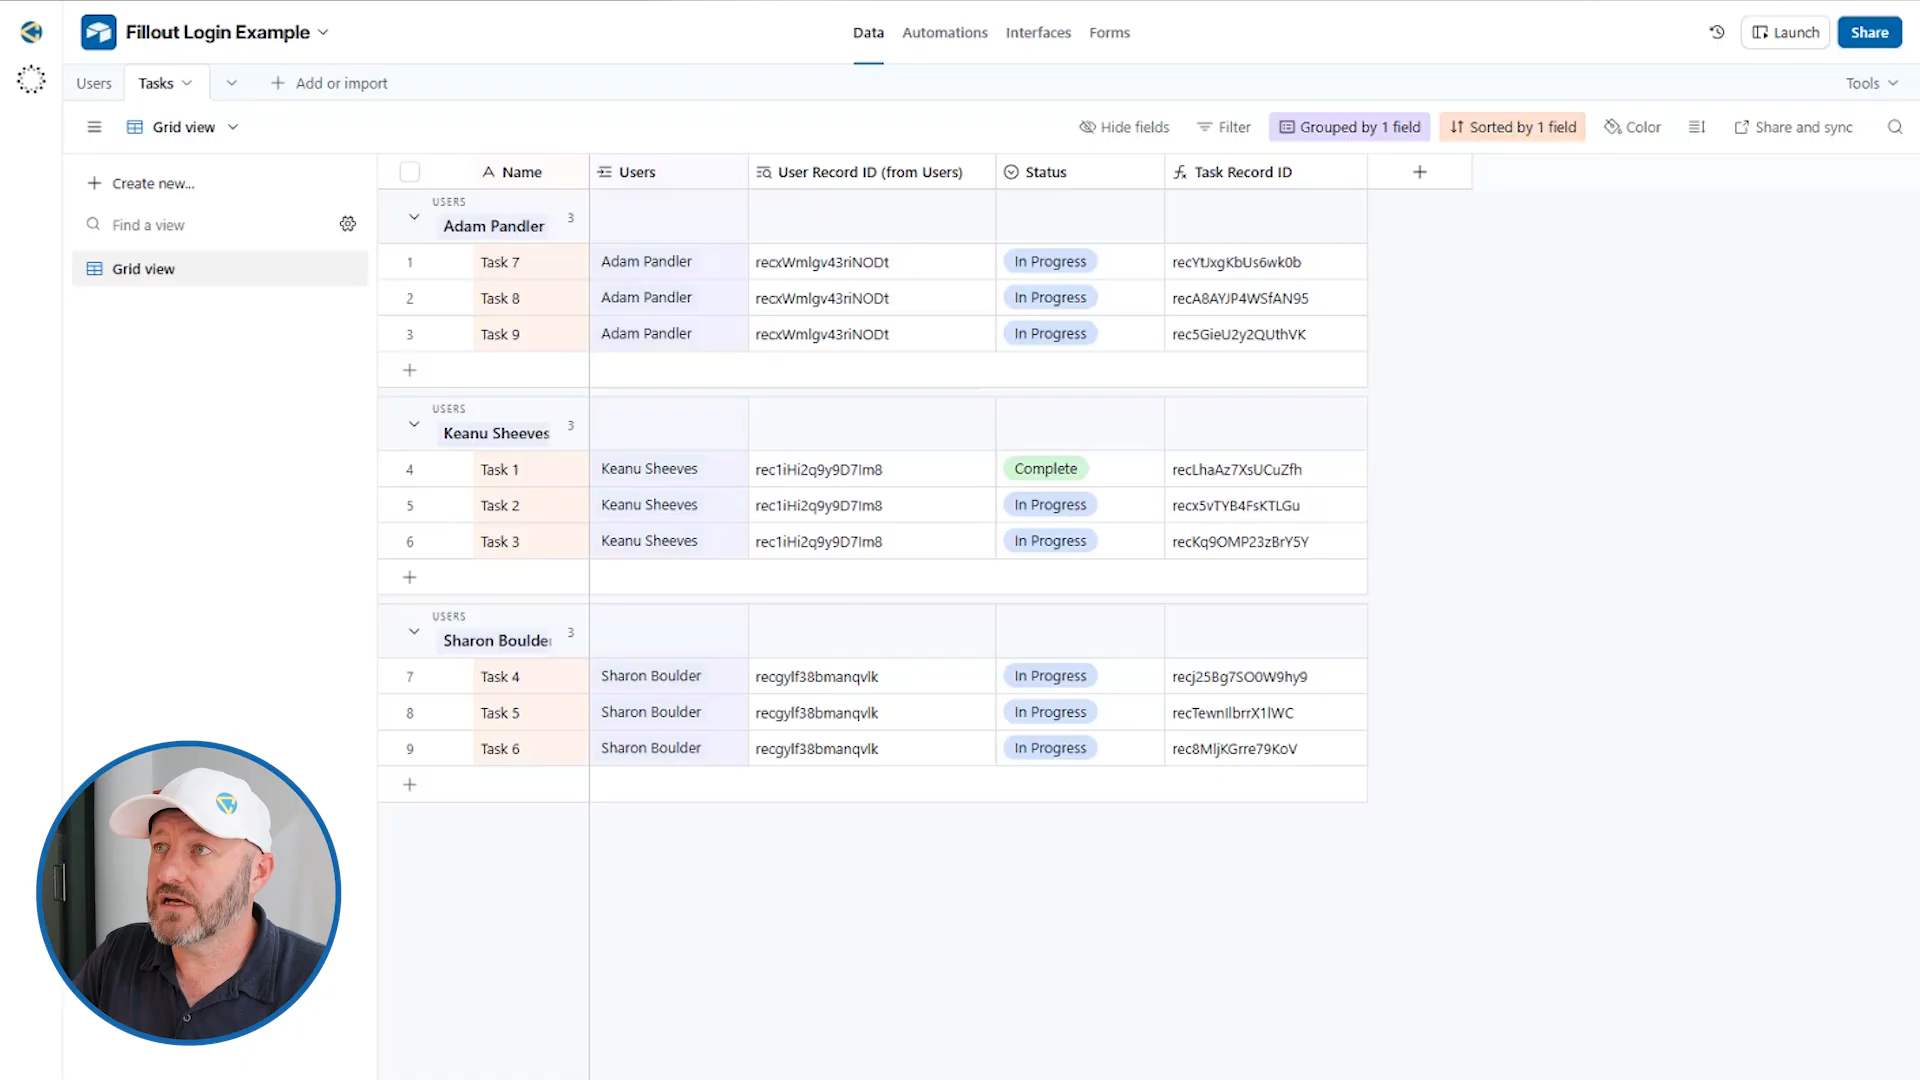 Fillout Login Example
Data Automations Interfaces Forms
Launch Share
Users Tasks Add or import Tools
Grid view Hide fields Filter Grouped by 1 field Sorted by 1 field Color Share and sync
Create new...
Find a view
Grid view
Name Users User Record ID (from Users) Status Task Record ID
USERS
Adam Pandler 3
1 Task 7 Adam Pandler recxWmlgv43riNODt In Progress recYtJxgKbUs6wk0b
2 Task 8 Adam Pandler recxWmlgv43riNODt In Progress recA8AYJP4WSfAN95
3 Task 9 Adam Pandler recxWmlgv43riNODt In Progress rec5GieU2y2QUthVK
USERS
Keanu Sheeves 3
4 Task 1 Keanu Sheeves rec1iHi2q9y9D7Im8 Complete recLhaAz7XsUCuZfh
5 Task 2 Keanu Sheeves rec1iHi2q9y9D7Im8 In Progress recx5vTYB4FsKTLGu
6 Task 3 Keanu Sheeves rec1iHi2q9y9D7Im8 In Progress recKq9OMP23zBrY5Y
USERS
Sharon Boulder 3
7 Task 4 Sharon Boulder recgylf38bmanqvlk In Progress recj25Bg7SO0W9hy9
8 Task 5 Sharon Boulder recgylf38bmanqvlk In Progress recTewnIlbrrX1lWC
9 Task 6 Sharon Boulder recgylf38bmanqvlk In Progress rec8MljKGrre79KoV